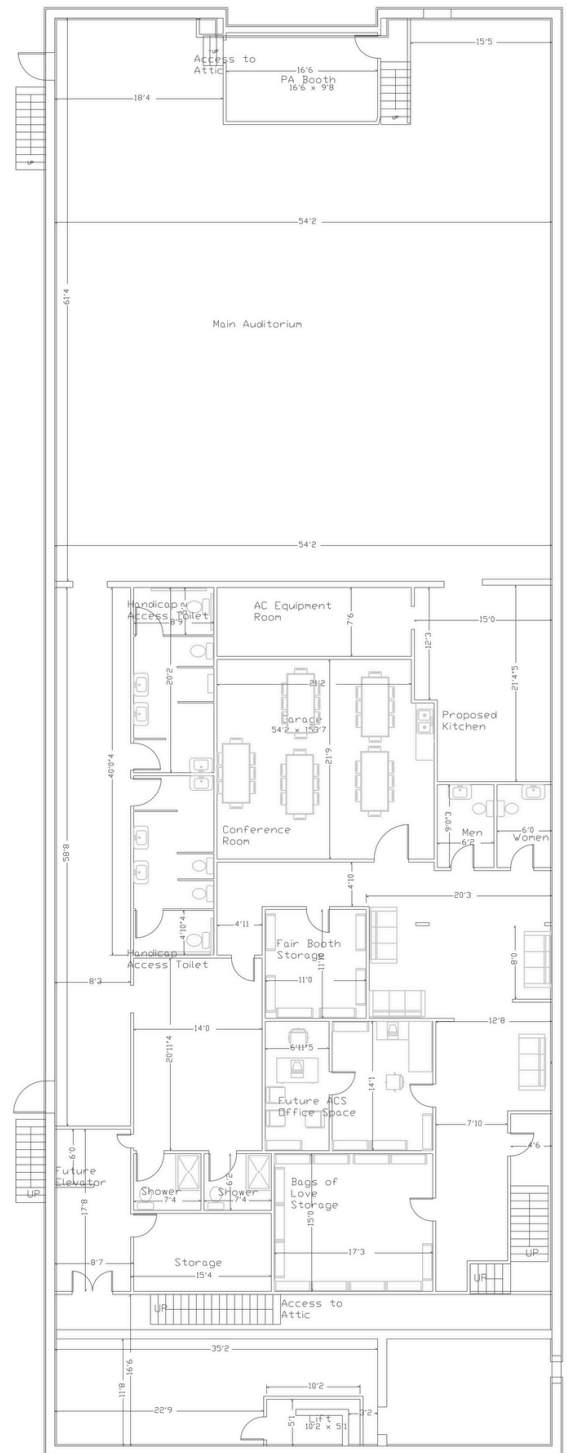 15'5
UP
Access to
Attic
16'6
PA Booth
16'6 x 9'8
18'4
UP
UP
54'2
61'4
Main Auditorium
54'2
Handicap
Access Toilet
8'9
AC Equipment
Room
7'6
15'0
12'3
20'2
21'2
21'4"5
Garage
54'2 x 153'7
Proposed
Kitchen
21'9
40'0"4
9'0"3
Conference
Room
Men
6'2
6'0
Women
58'8
4'10
20'3
4'10"4
4'11
Fair Booth
Storage
11'0
8'0
Handicap
Access Toilet
8'3
14'0
12'8
20'11"4
6'11"5
14'1
Future ACS
Office Space
7'10
4'6
6'0
Future
Elevator
17'8
Shower
7'4
Shower
7'4
6'2
Bags of
Love
Storage
15'0
UP
17'3
UP
Storage
8'7
15'4
UP
UP
Access to
Attic
16'6
35'2
11'8
10'2
22'9
5'1
3'2
Lift
10'2 x 5'1